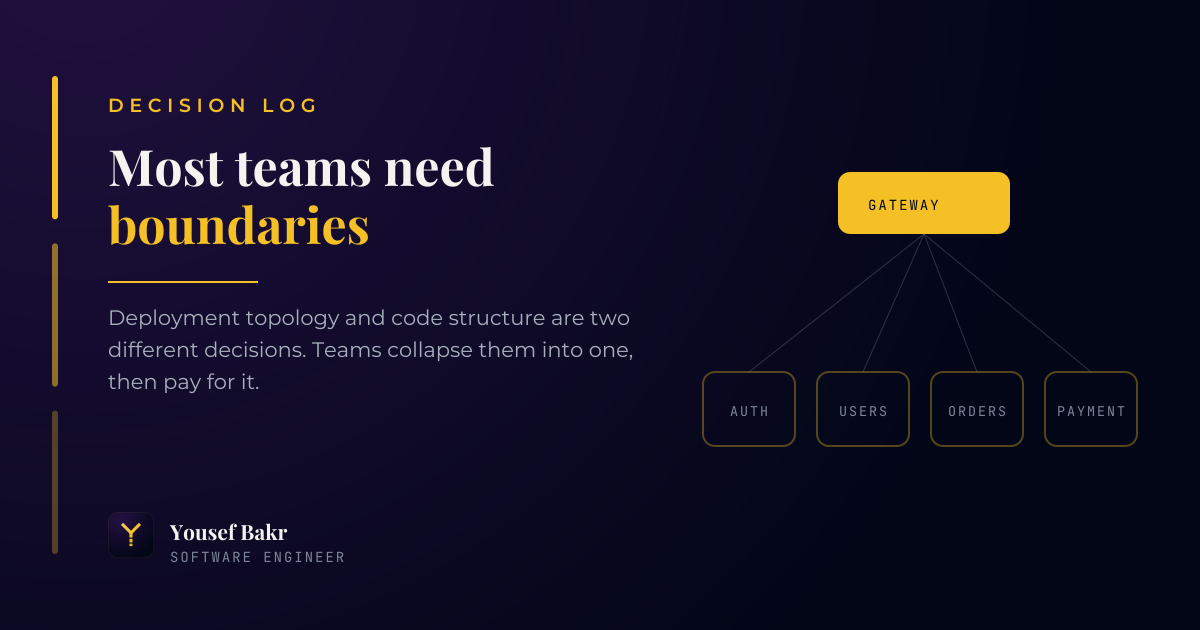 DECISION LOG
Most teams need
boundaries
Deployment topology and code structure are two
different decisions. Teams collapse them into one,
then pay for it.
Yousef Bakr
SOFTWARE ENGINEER
GATEWAY
AUTH
USERS
ORDERS
PAYMENT